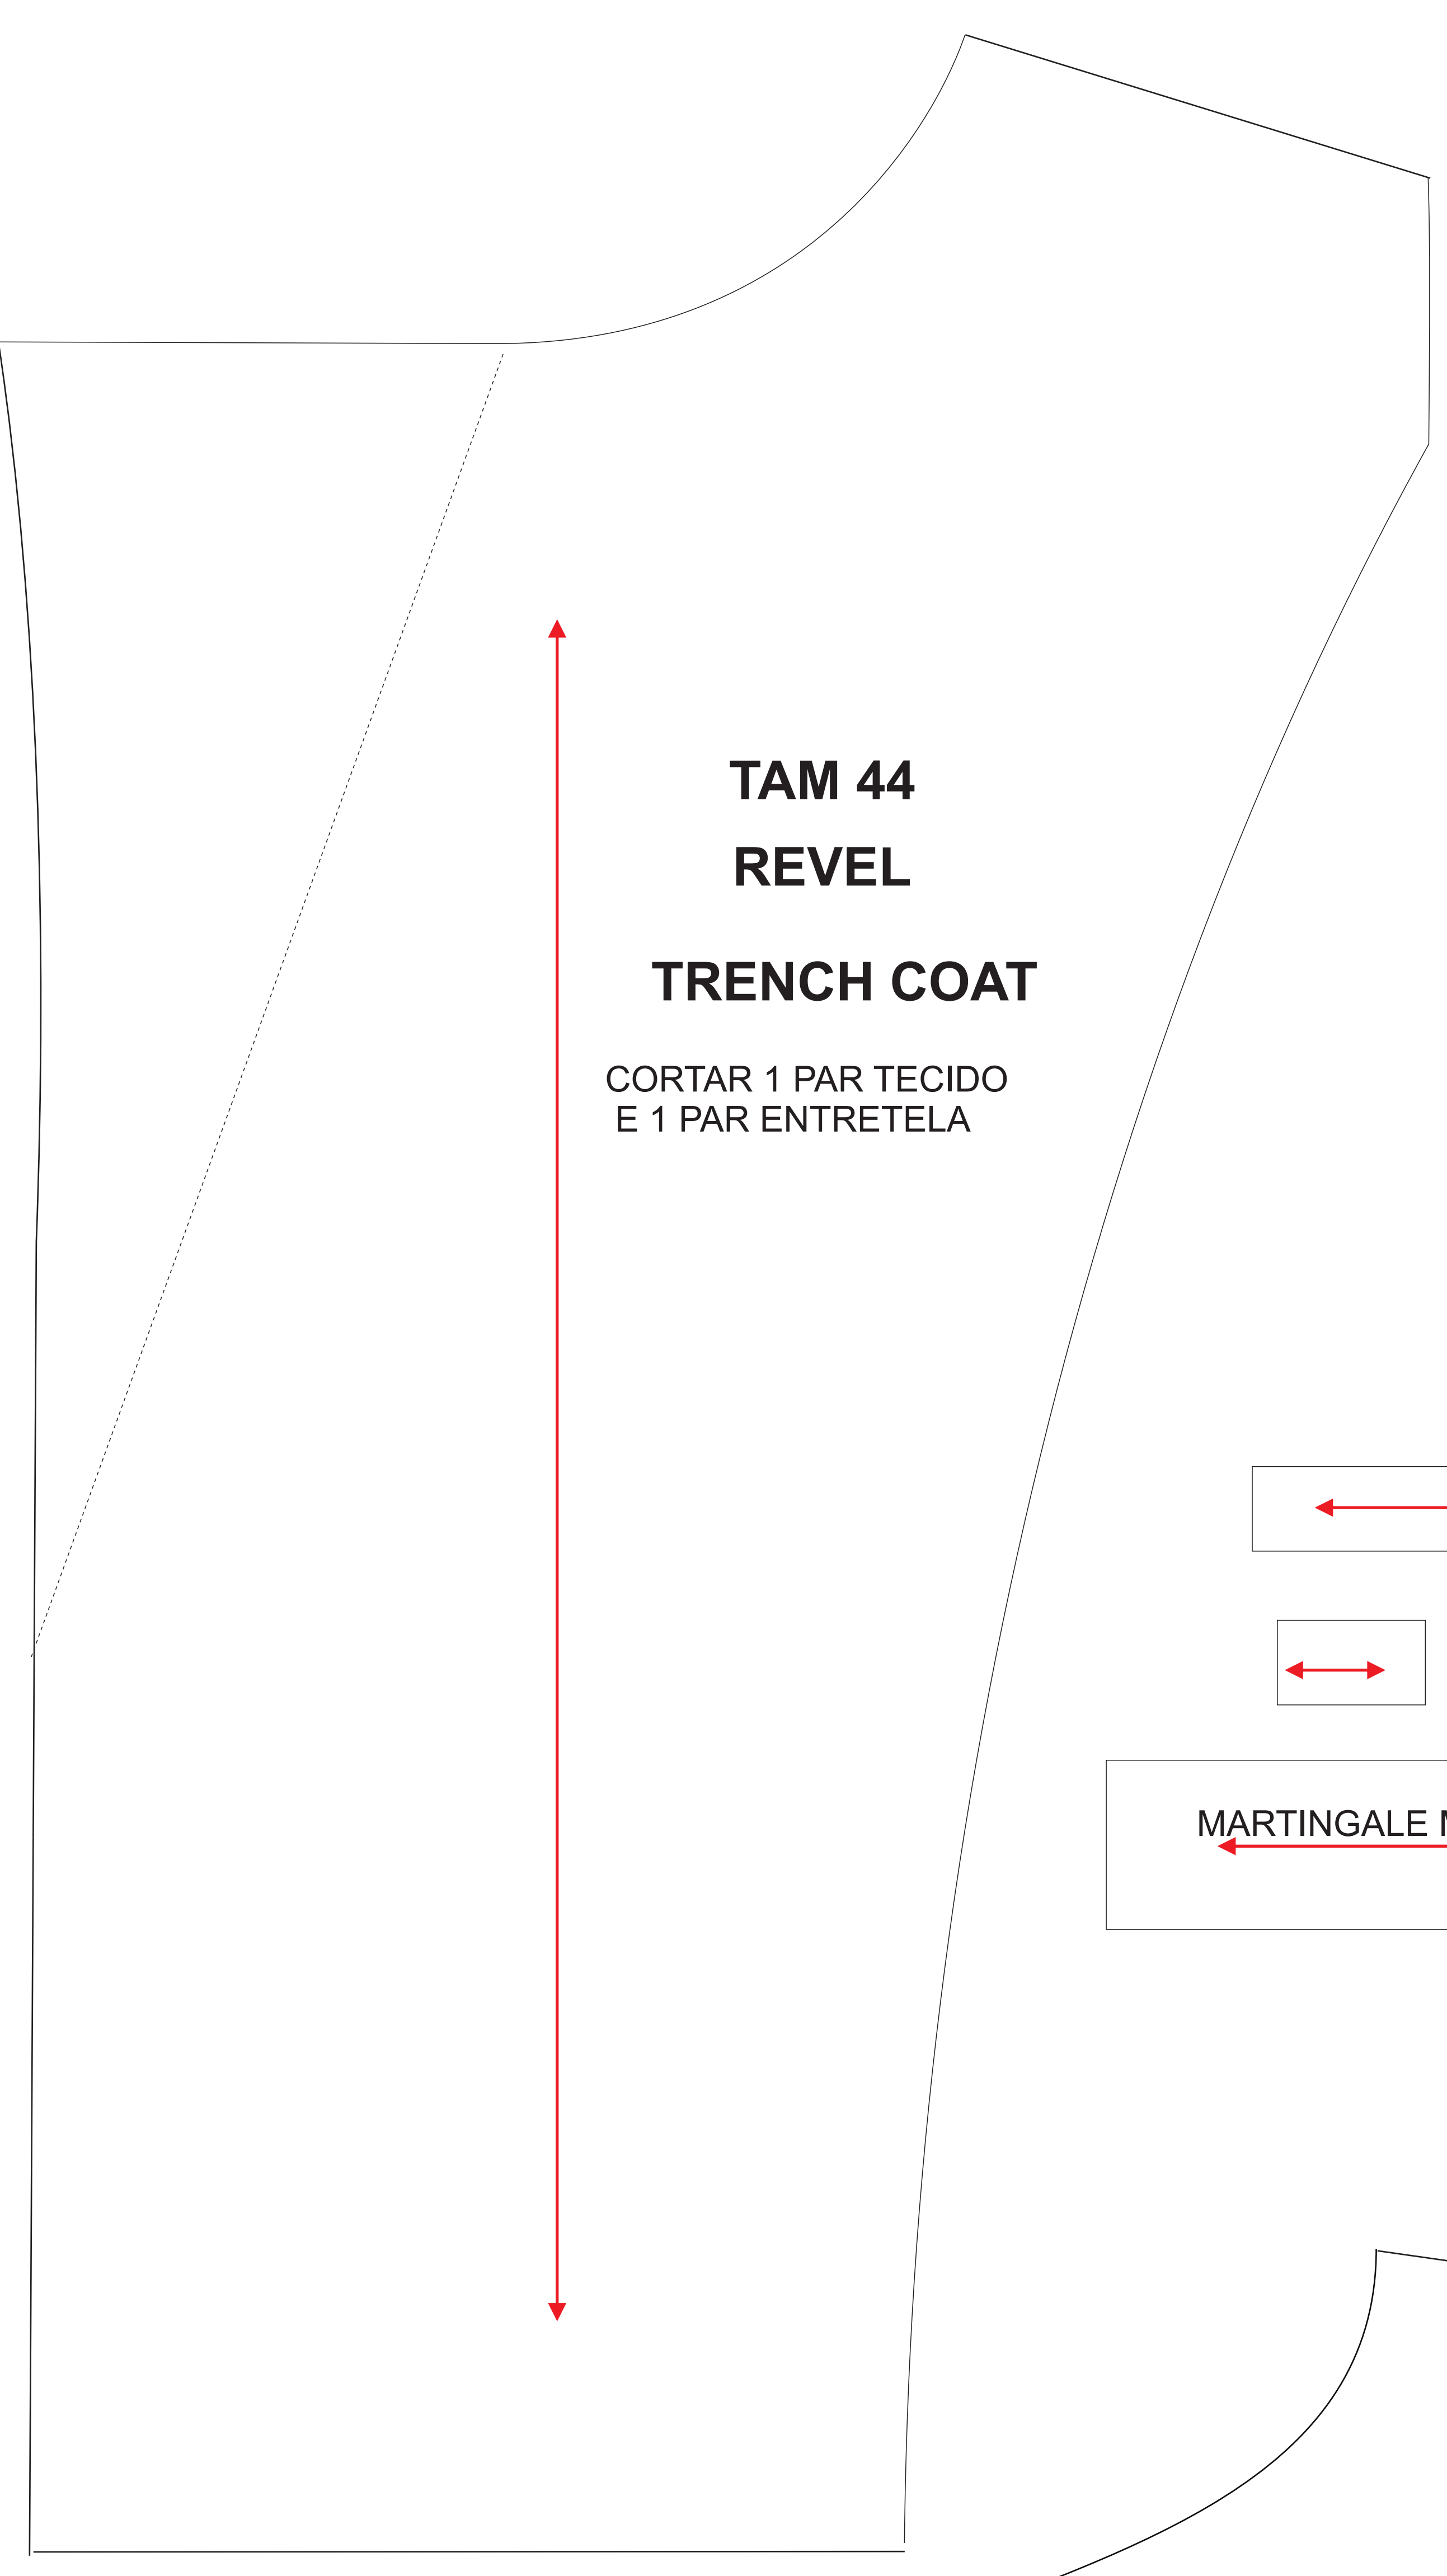 TAM 44
REVEL
TRENCH COAT
CORTAR 1 PAR TECIDO
E 1 PAR ENTRETELA
MARTINGALE